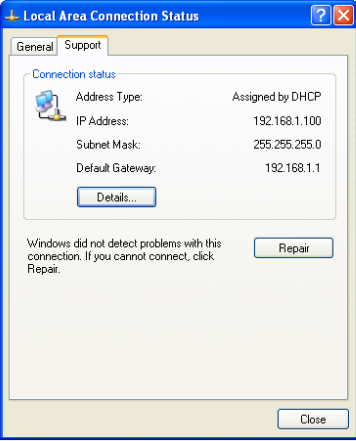 Local Area Connection Status
General
Support
Connection status
Address Type: Assigned by DHCP
IP Address: 192.168.1.100
Subnet Mask: 255.255.255.0
Default Gateway: 192.168.1.1
Details...
Windows did not detect problems with this
connection. If you cannot connect, click
Repair.
Repair
Close